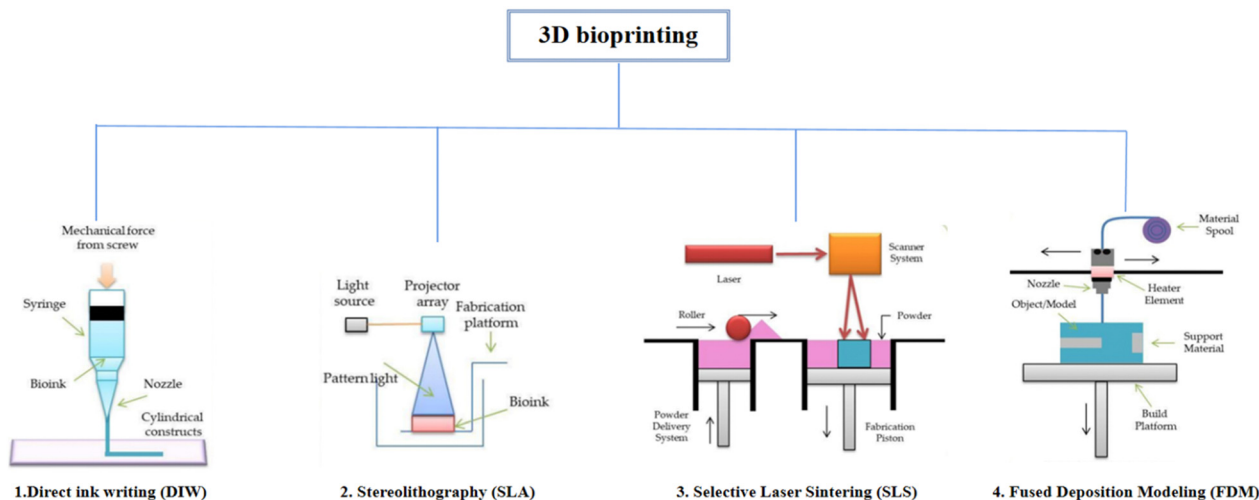 3D bioprinting
Mechanical force
from screw
Syringe
Bioink
Nozzle
Cylindrical
constructs
1.Direct ink writing (DIW)
Light
source
Projector
array
Fabrication
platform
Pattern light
Bioink
2. Stereolithography (SLA)
Laser
Scanner
System
Roller
Powder
Powder
Delivery
System
Fabrication
Piston
3. Selective Laser Sintering (SLS)
Material
Spool
Nozzle
Heater
Element
Object/Model
Support
Material
Build
Platform
4. Fused Deposition Modeling (FDM)